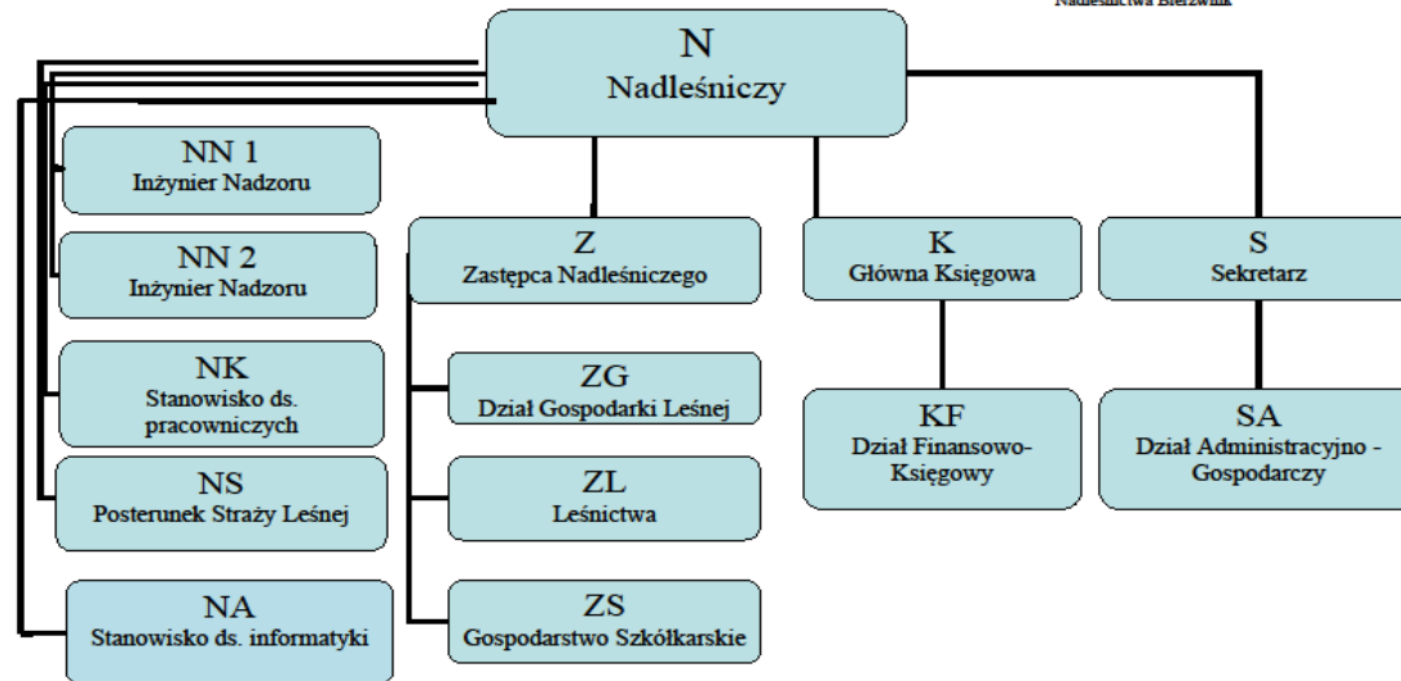 Nadleśnictwa Bierzwnik
N
Nadleśniczy
NN 1
Inżynier Nadzoru
NN 2
Inżynier Nadzoru
NK
Stanowisko ds.
pracowniczych
NS
Posterunek Straży Leśnej
NA
Stanowisko ds. informatyki
Z
Zastępca Nadleśniczego
ZG
Dział Gospodarki Leśnej
ZL
Leśnictwa
ZS
Gospodarstwo Szkółkarskie
K
Główna Księgowa
KF
Dział Finansowo-
Księgowy
S
Sekretarz
SA
Dział Administracyjno -
Gospodarczy